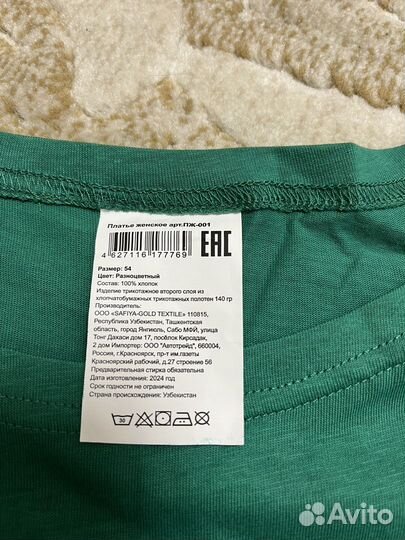 Платье женское арт.ПЖ-001
4 627116 177769
EAC
Размер: 54
Цвет: Разноцветный
Состав: 100% хлопок
Изделие трикотажное второго слоя из
хлопчатобумажных трикотажных полотен 140 гр
Производитель:
ООО «SAFIYA-GOLD TEXTILE» 110815,
Республика Узбекистан, Ташкентская
область, город Янгиюль, Сабо МФЙ, улица
Тонг Дахаси дом 17, посёлок Кирсадак,
2 дом Импортер: ООО "Автотрейд", 660004,
Россия, г.Красноярск, пр-т им.газеты
Красноярский рабочий, д.27 строение 56
Предварительная стирка обязательна
Дата изготовления: 2024 год
Срок годности не ограничен
Страна происхождения: Узбекистан
30
Avito